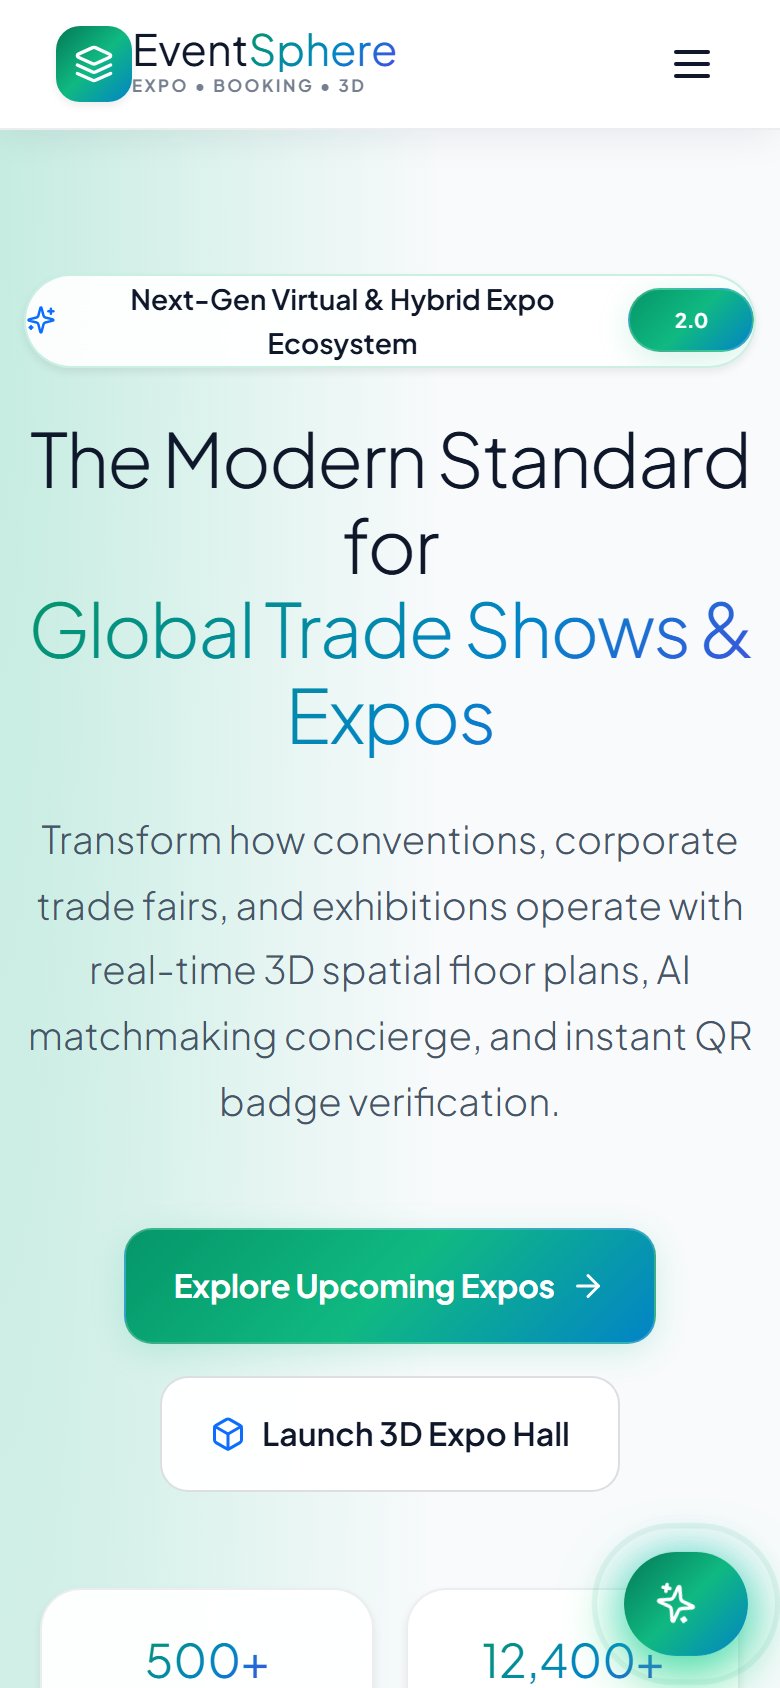 EventSphere
EXPO • BOOKING • 3D
Next-Gen Virtual & Hybrid Expo
Ecosystem
2.0
The Modern Standard
for
Global Trade Shows &
Expos
Transform how conventions, corporate
trade fairs, and exhibitions operate with
real-time 3D spatial floor plans, AI
matchmaking concierge, and instant QR
badge verification.
Explore Upcoming Expos
Launch 3D Expo Hall
500+
12,400+